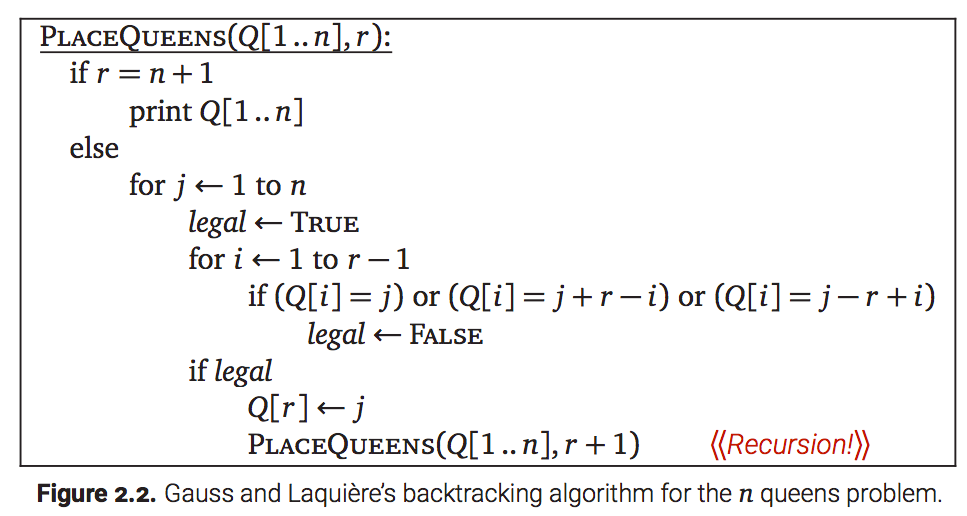 PLACEQUEENS(Q[1 .. n], r):
if r = n + 1
print Q[1 .. n]
else
for j ← 1 to n
legal ← TRUE
for i ← 1 to r − 1
if (Q[i] = j) or (Q[i] = j + r − i) or (Q[i] = j − r + i)
legal ← FALSE
if legal
Q[r] ← j
PLACEQUEENS(Q[1 .. n], r + 1) ⟪Recursion!⟫
Figure 2.2. Gauss and Laquière’s backtracking algorithm for the n queens problem.